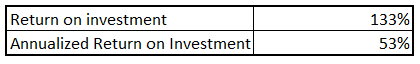 Return on investment 133%
Annualized Return on Investment 53%